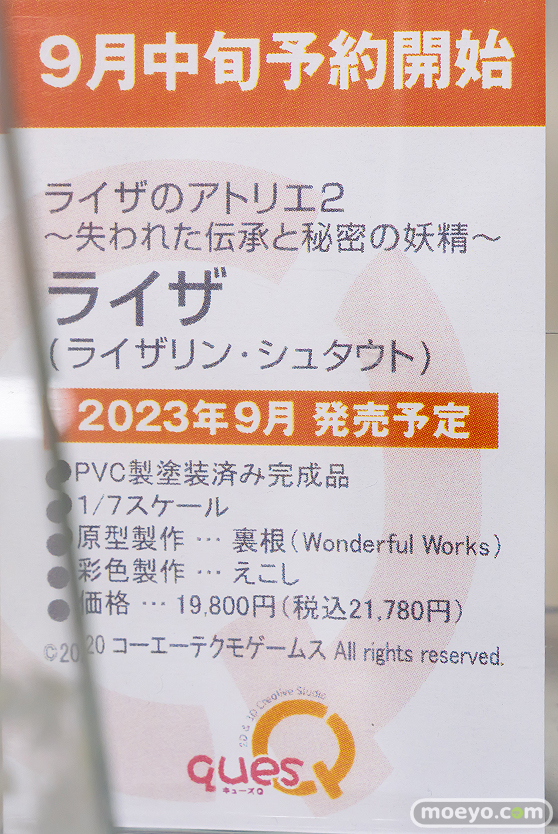 9月中旬予約開始
ライザのアトリエ2
～失われた伝承と秘密の妖精～
ライザ
(ライザリン・シュタウト)
2023年9月 発売予定
●PVC製塗装済み完成品
●1/7スケール
●原型製作 … 裏根(Wonderful Works)
●彩色製作 … えこし
●価格 … 19,800円(税込21,780円)
©2020 コーエーテクモゲームス All rights reserved.
2D & 3D Creative Studio
quesQ
キューズQ
moeyo.com